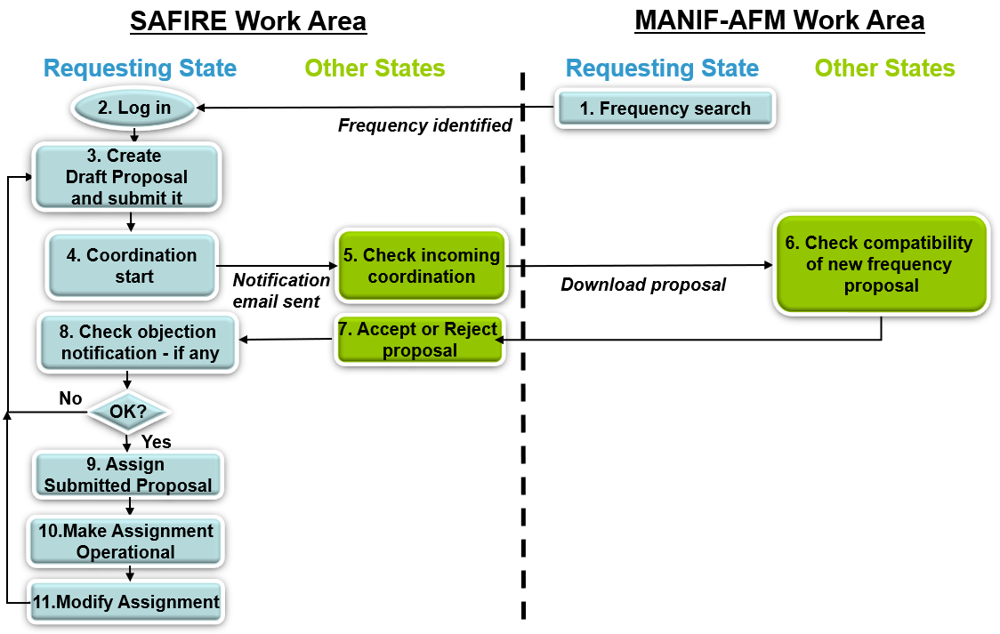 SAFIRE Work Area
MANIF-AFM Work Area
Requesting State
Other States
Requesting State
Other States
2. Log in
1. Frequency search
Frequency identified
3. Create
Draft Proposal
and submit it
4. Coordination
start
Notification
email sent
5. Check incoming
coordination
Download proposal
6. Check compatibility
of new frequency
proposal
8. Check objection
notification - if any
7. Accept or Reject
proposal
No
OK?
Yes
9. Assign
Submitted Proposal
10.Make Assignment
Operational
11.Modify Assignment